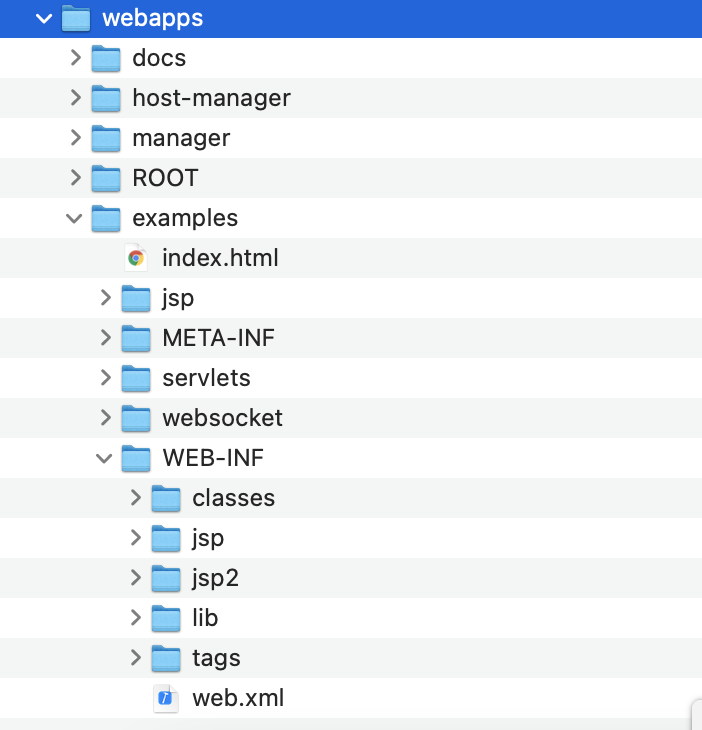 webapps
docs
host-manager
manager
ROOT
examples
index.html
jsp
META-INF
servlets
websocket
WEB-INF
classes
jsp
jsp2
lib
tags
web.xml